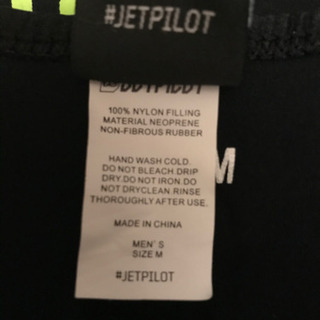 #JETPILOT
JETPILOT
100% NYLON FILLING
MATERIAL NEOPRENE
NON-FIBROUS RUBBER
HAND WASH COLD.
DO NOT BLEACH.DRIP
DRY.DO NOT IRON.DO
NOT DRYCLEAN.RINSE
THOROUGHLY AFTER USE.
M
MADE IN CHINA
MEN'S
SIZE M
#JETPILOT